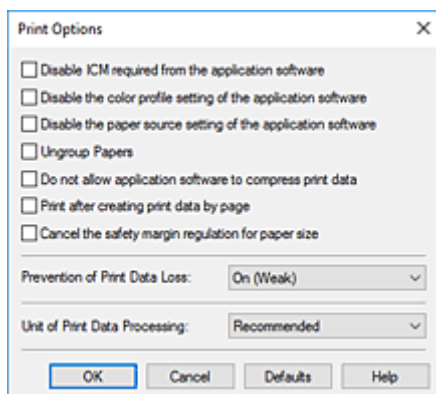 Print Options
Disable ICM required from the application software
Disable the color profile setting of the application software
Disable the paper source setting of the application software
Ungroup Papers
Do not allow application software to compress print data
Print after creating print data by page
Cancel the safety margin regulation for paper size
Prevention of Print Data Loss: On (Weak)
Unit of Print Data Processing: Recommended
OK Cancel Defaults Help